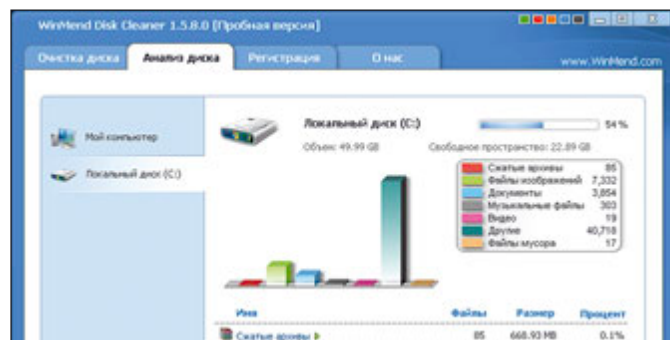 WinMend Disk Cleaner 1.5.8.0 [Пробная версия]
Очистка диска Анализ диска Регистрация О нас www.WinMend.com
Мой компьютер
Локальный диск (C:)
Локальный диск (C:) 54 %
Объем: 49.99 GB Свободное пространство: 22.89 GB
Сжатые архивы 85
Файлы изображений 7,332
Документы 3,854
Музыкальные файлы 303
Видео 19
Другие 40,718
Файлы мусора 17
Имя Файлы Размер Процент
Сжатые архивы 85 668.93 MB 0.1%